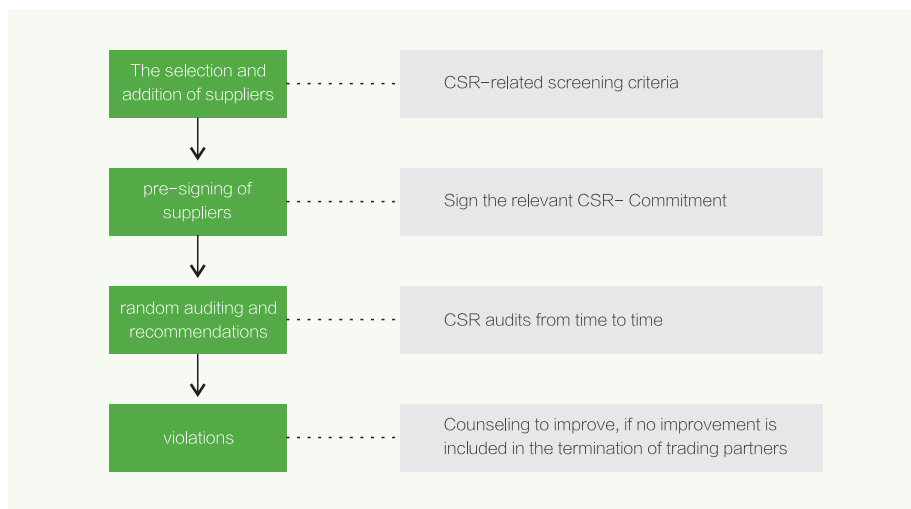 The selection and
addition of suppliers
CSR-related screening criteria
pre-signing of
suppliers
Sign the relevant CSR- Commitment
random auditing and
recommendations
CSR audits from time to time
violations
Counseling to improve, if no improvement is
included in the termination of trading partners